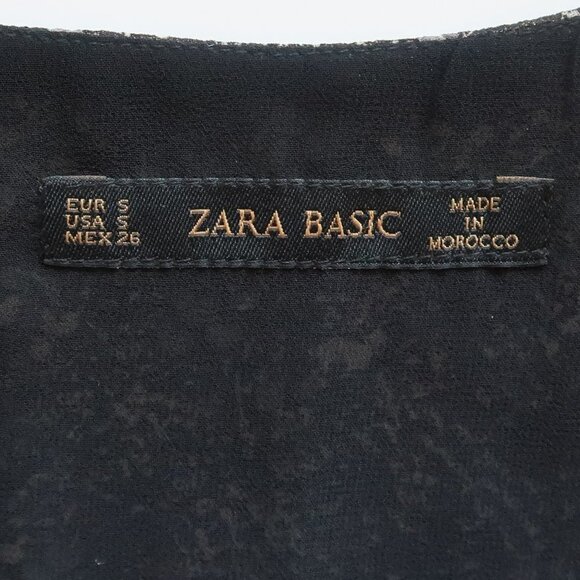 EUR S
USA S
MEX 26
ZARA BASIC
MADE
IN
MOROCCO